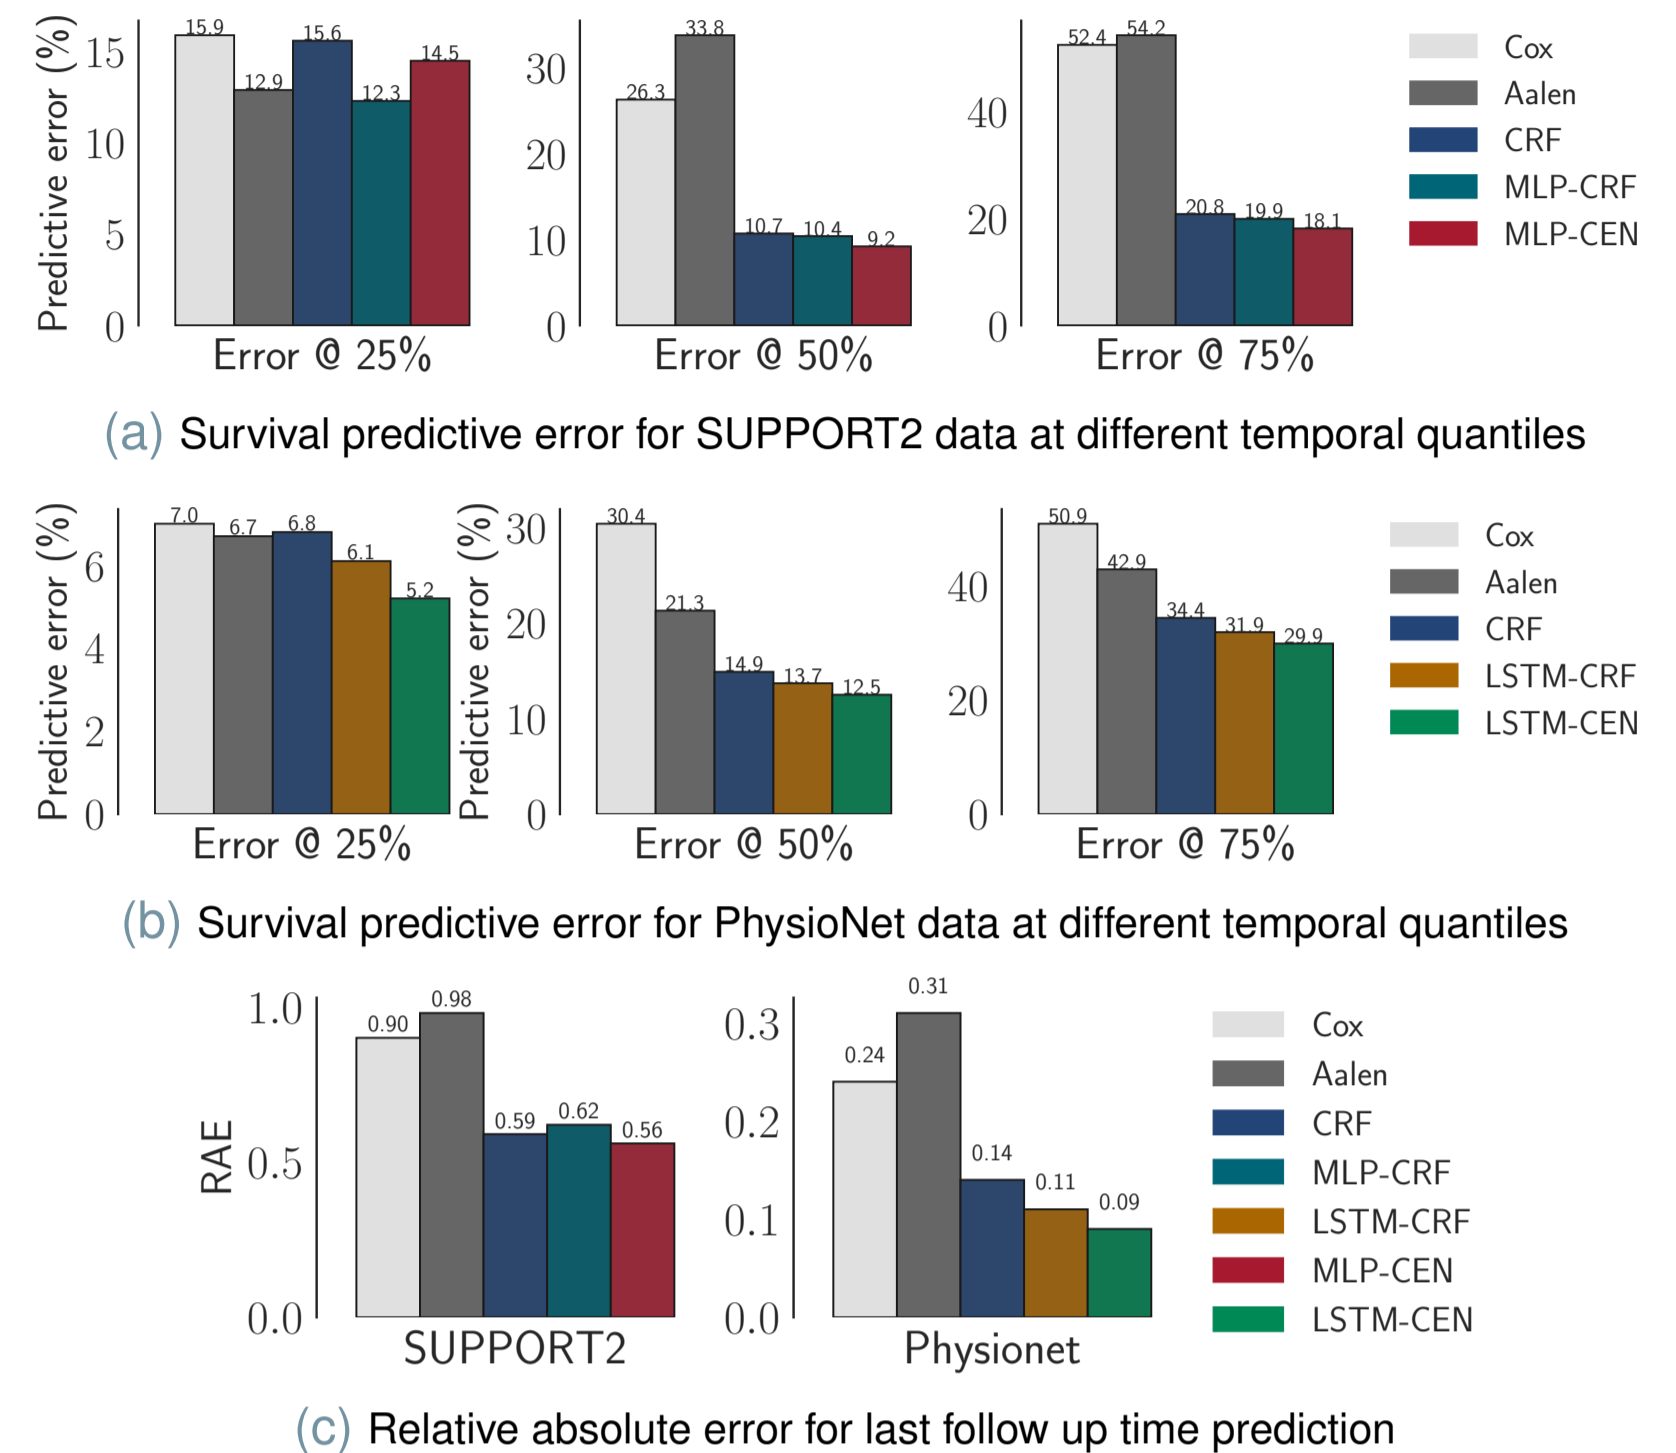 Predictive error (%)
15
10
5
0
15.9
12.9
15.6
12.3
14.5
Error @ 25%
30
20
10
0
26.3
33.8
10.7
10.4
9.2
Error @ 50%
40
20
0
52.4
54.2
20.8
19.9
18.1
Error @ 75%
Cox
Aalen
CRF
MLP-CRF
MLP-CEN
(a) Survival predictive error for SUPPORT2 data at different temporal quantiles
Predictive error (%)
6
4
2
0
7.0
6.7
6.8
6.1
5.2
Error @ 25%
Predictive error (%)
30
20
10
0
30.4
21.3
14.9
13.7
12.5
Error @ 50%
40
20
0
50.9
42.9
34.4
31.9
29.9
Error @ 75%
Cox
Aalen
CRF
LSTM-CRF
LSTM-CEN
(b) Survival predictive error for PhysioNet data at different temporal quantiles
RAE
1.0
0.5
0.0
0.90
0.98
0.59
0.62
0.56
SUPPORT2
0.3
0.2
0.1
0.0
0.24
0.31
0.14
0.11
0.09
Physionet
Cox
Aalen
CRF
MLP-CRF
LSTM-CRF
MLP-CEN
LSTM-CEN
(c) Relative absolute error for last follow up time prediction